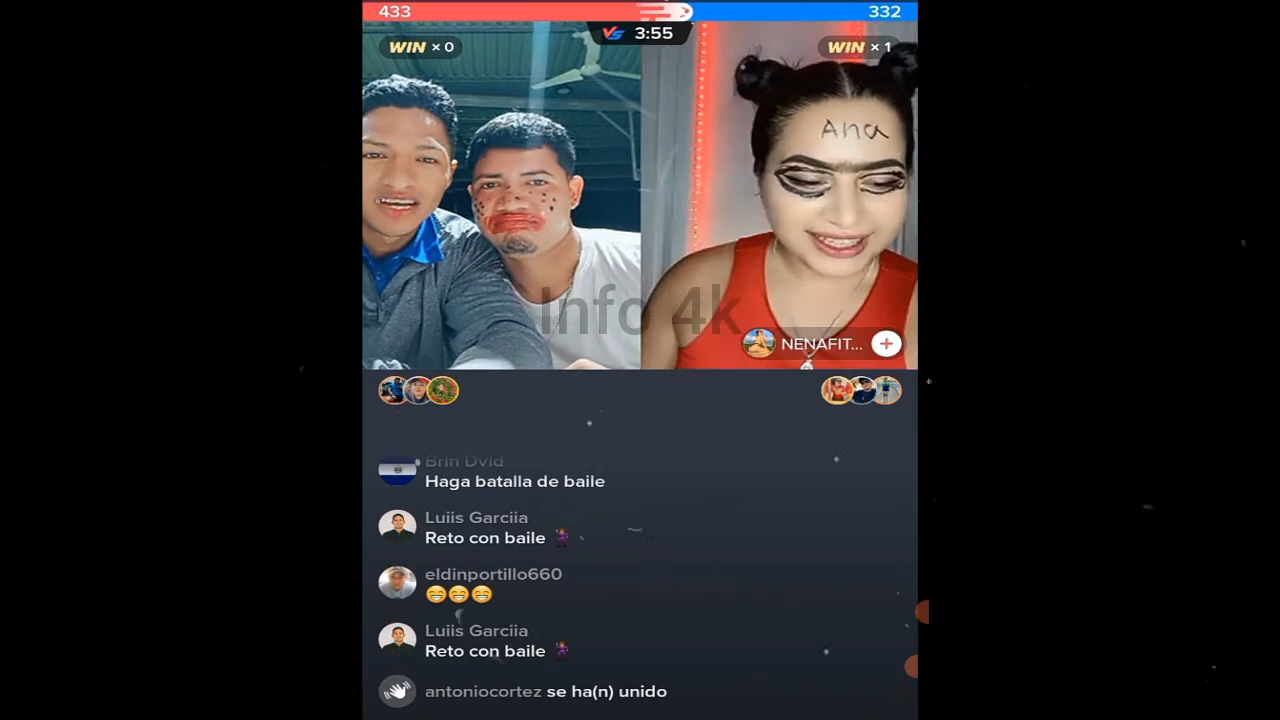 433
332
VS 3:55
WIN × 0
WIN × 1
Ana
Info 4k
NENAFIT...
Brin Dvid
Haga batalla de baile
Luiis Garciia
Reto con baile
eldinportillo660
Luiis Garciia
Reto con baile
antoniocortez se ha(n) unido